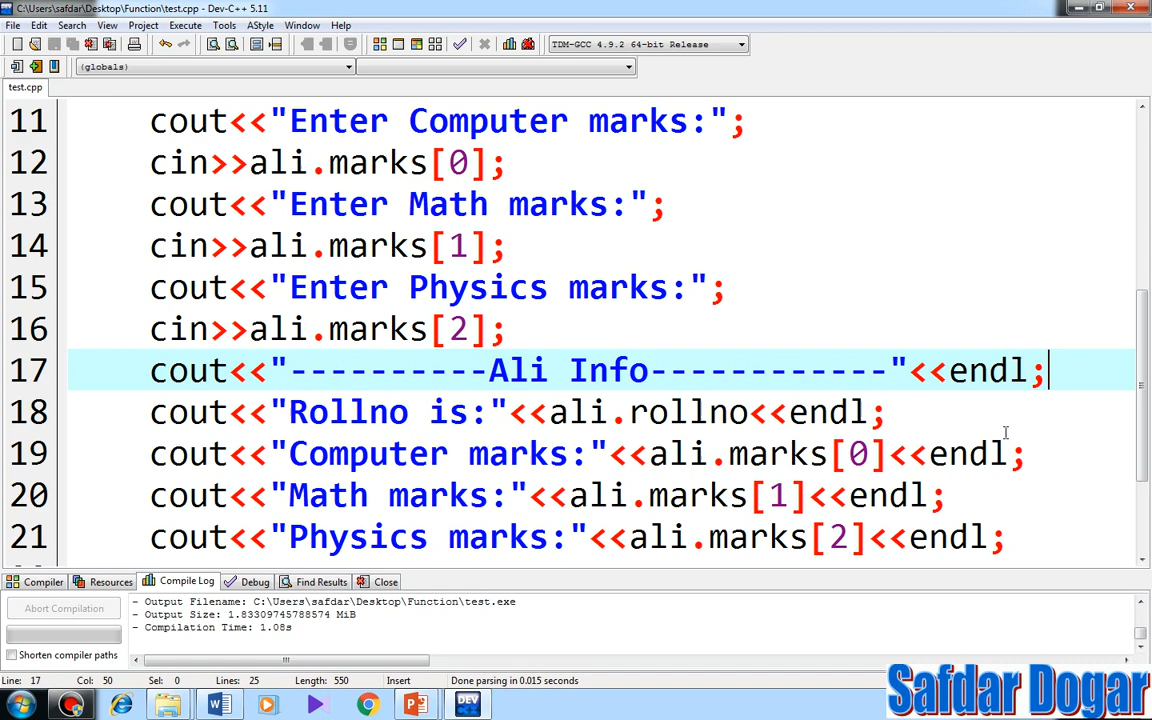 C:\Users\safdar\Desktop\Function\test.cpp - Dev-C++ 5.11
File Edit Search View Project Execute Tools AStyle Window Help
TDM-GCC 4.9.2 64-bit Release
(globals)
test.cpp
11 cout<<"Enter Computer marks:";
12 cin>>ali.marks[0];
13 cout<<"Enter Math marks:";
14 cin>>ali.marks[1];
15 cout<<"Enter Physics marks:";
16 cin>>ali.marks[2];
17 cout<<"----------Ali Info------------"<<endl;
18 cout<<"Rollno is:"<<ali.rollno<<endl;
19 cout<<"Computer marks:"<<ali.marks[0]<<endl;
20 cout<<"Math marks:"<<ali.marks[1]<<endl;
21 cout<<"Physics marks:"<<ali.marks[2]<<endl;
Compiler Resources Compile Log Debug Find Results Close
Abort Compilation
Shorten compiler paths
- Output Filename: C:\Users\safdar\Desktop\Function\test.exe
- Output Size: 1.83309745788574 MiB
- Compilation Time: 1.08s
Line: 17 Col: 50 Sel: 0 Lines: 25 Length: 550 Insert Done parsing in 0.015 seconds
DEV
Safdar Dogar